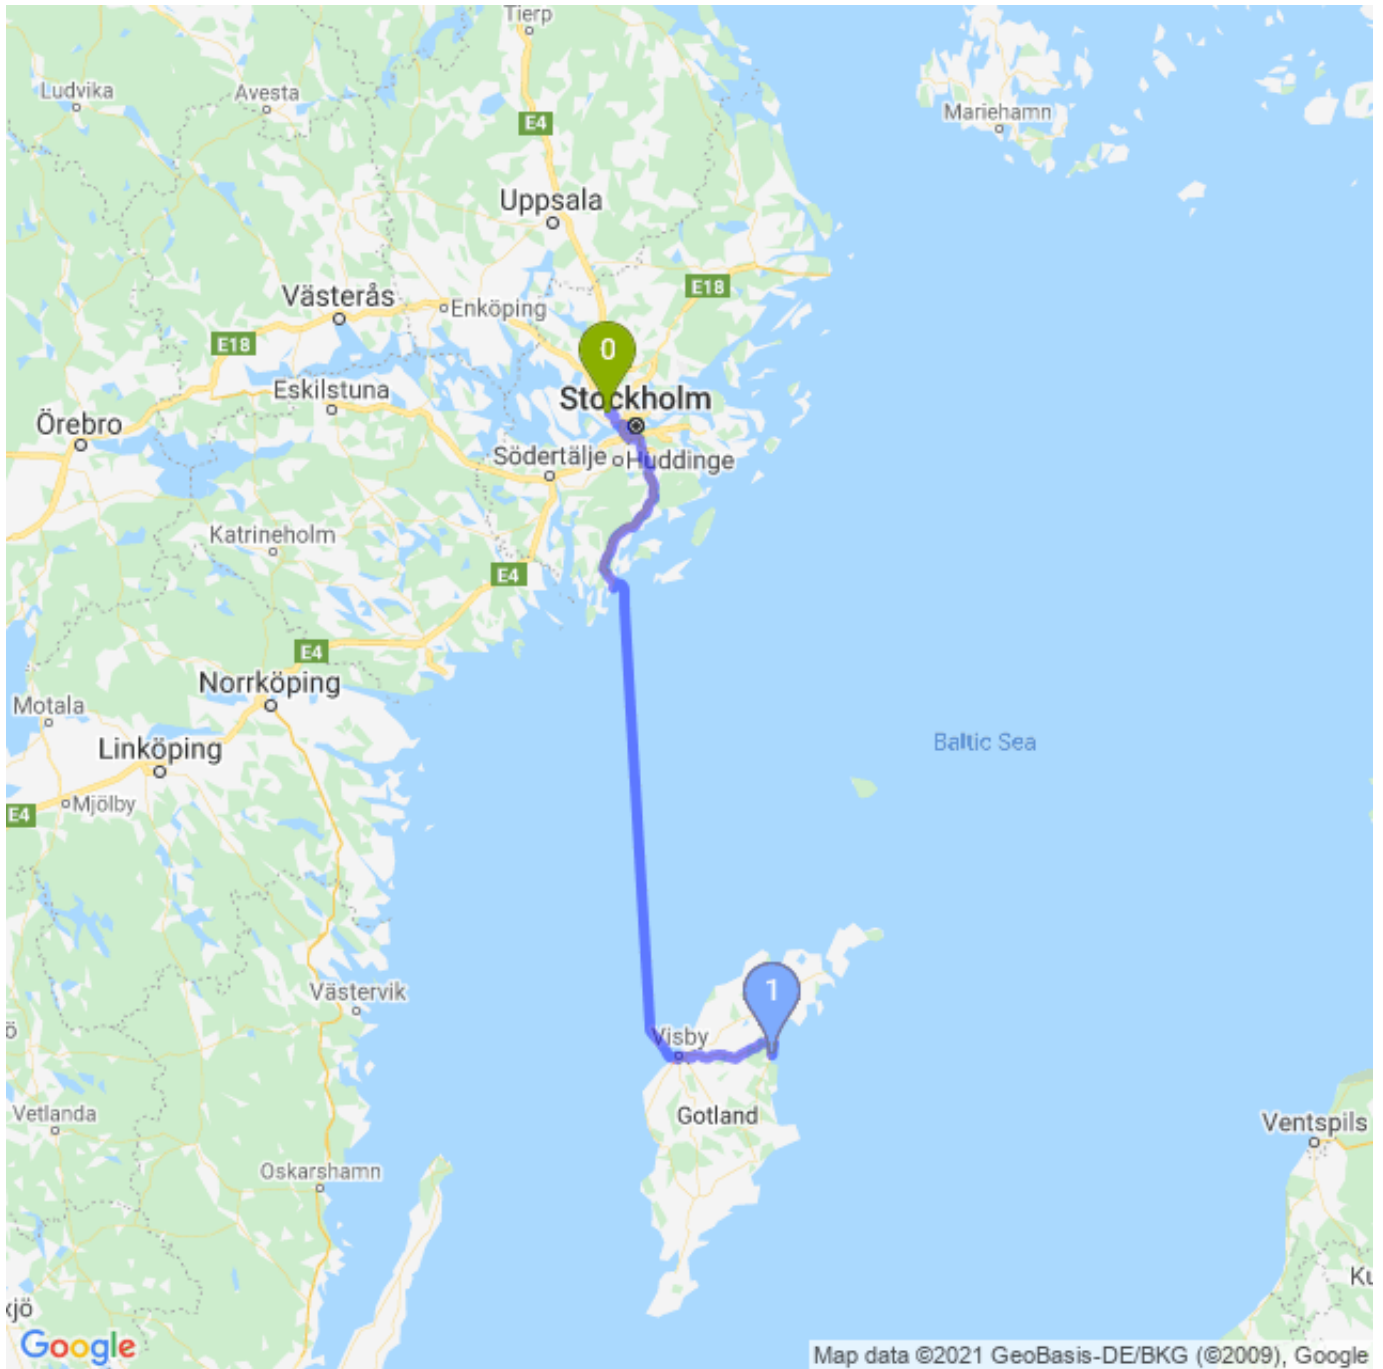 Tierp
Ludvika
Avesta
Mariehamn
E4
Uppsala
E18
Västerås
Enköping
E18
0
Eskilstuna
Stockholm
Örebro
Södertälje
Huddinge
Katrineholm
E4
E4
Norrköping
Motala
Linköping
Baltic Sea
Mjölby
E4
1
Västervik
Visby
ö
Vetlanda
Gotland
Ventspils
Oskarshamn
Ku
jö
Google
Map data ©2021 GeoBasis-DE/BKG (©2009), Google